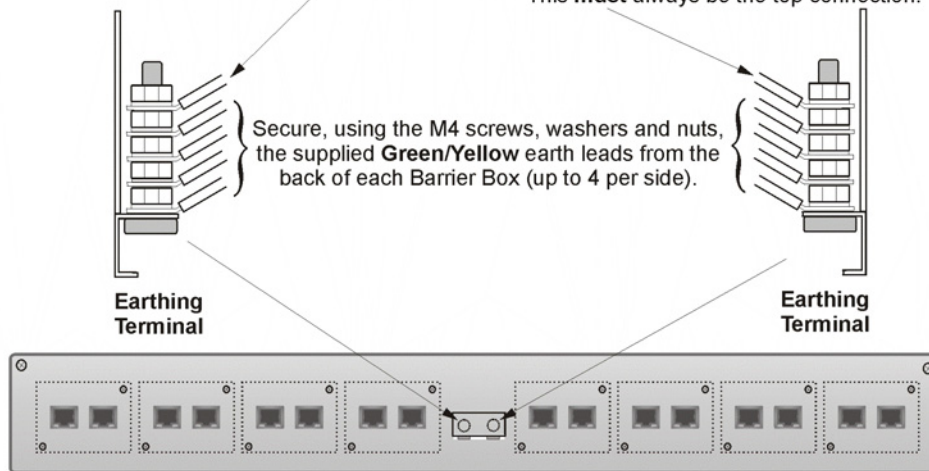 This must always be the top connection.
Secure, using the M4 screws, washers and nuts,
the supplied Green/Yellow earth leads from the
back of each Barrier Box (up to 4 per side).
Earthing
Terminal
Earthing
Terminal